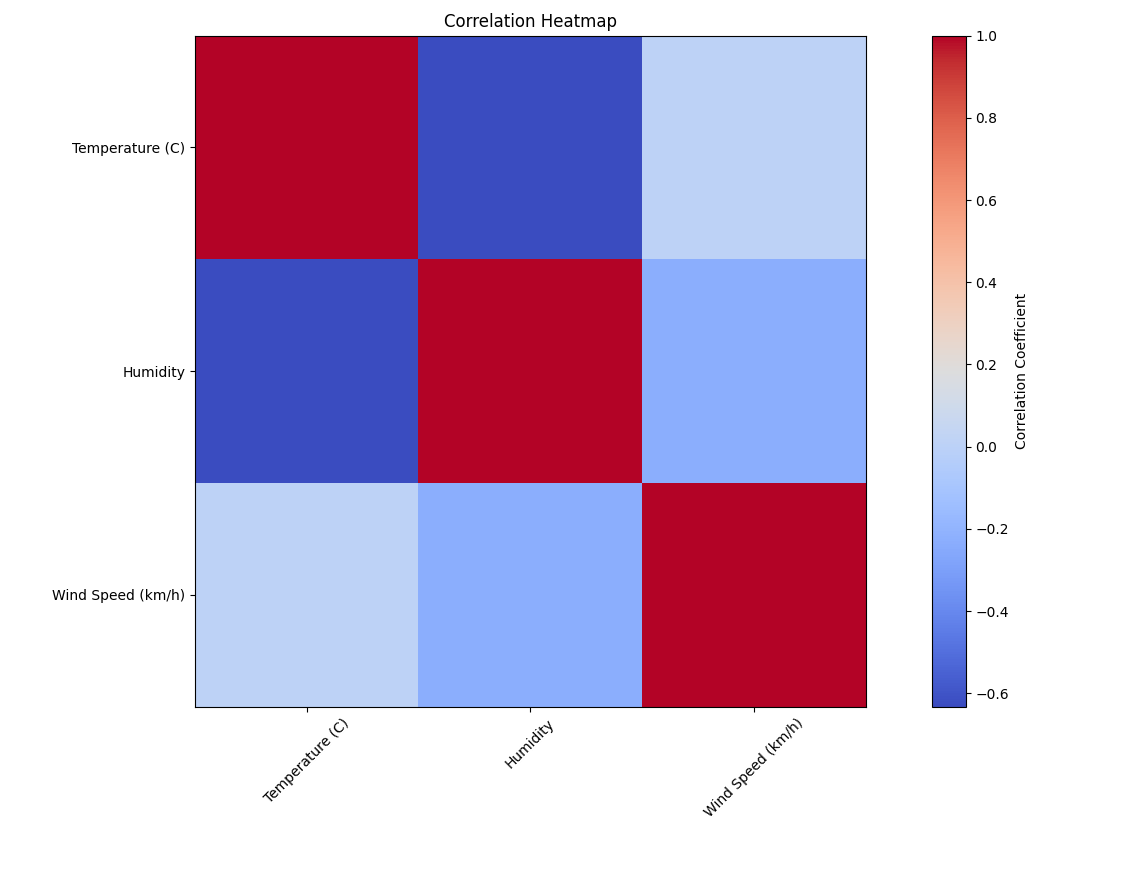 Correlation Heatmap
Temperature (C)
Humidity
Wind Speed (km/h)
Temperature (C)
Humidity
Wind Speed (km/h)
1.0
0.8
0.6
0.4
0.2
0.0
−0.2
−0.4
−0.6
Correlation Coefficient